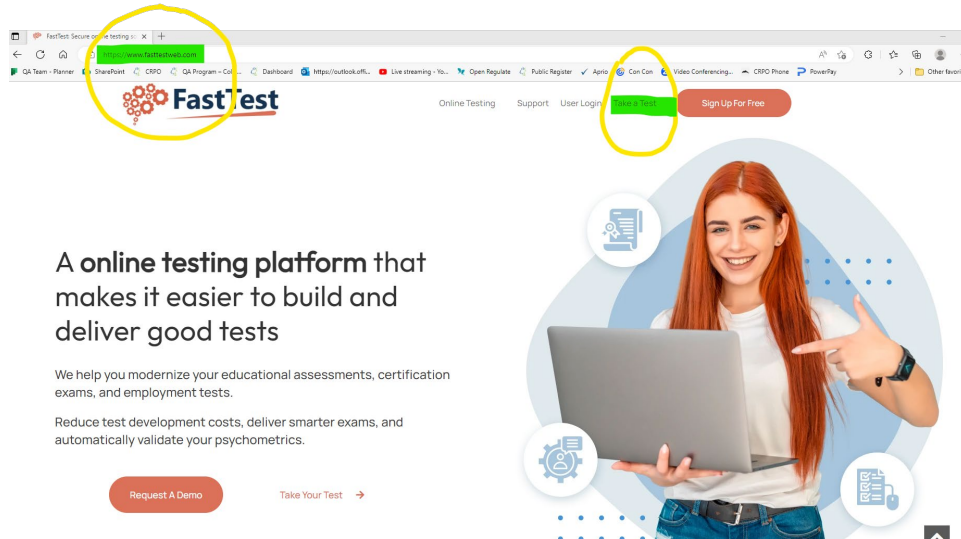 FastTest: Secure online testing so
https://www.fasttestweb.com
QA Team - Planner SharePoint CRPO QA Program – Coll... Dashboard https://outlook.offi... Live streaming - Yo... Open Regulate Public Register Aprio Con Con Video Conferencing... CRPO Phone PowerPay Other favori
FastTest
Online Testing Support User Login Take a Test Sign Up For Free
A online testing platform that
makes it easier to build and
deliver good tests
We help you modernize your educational assessments, certification
exams, and employment tests.
Reduce test development costs, deliver smarter exams, and
automatically validate your psychometrics.
Request A Demo Take Your Test